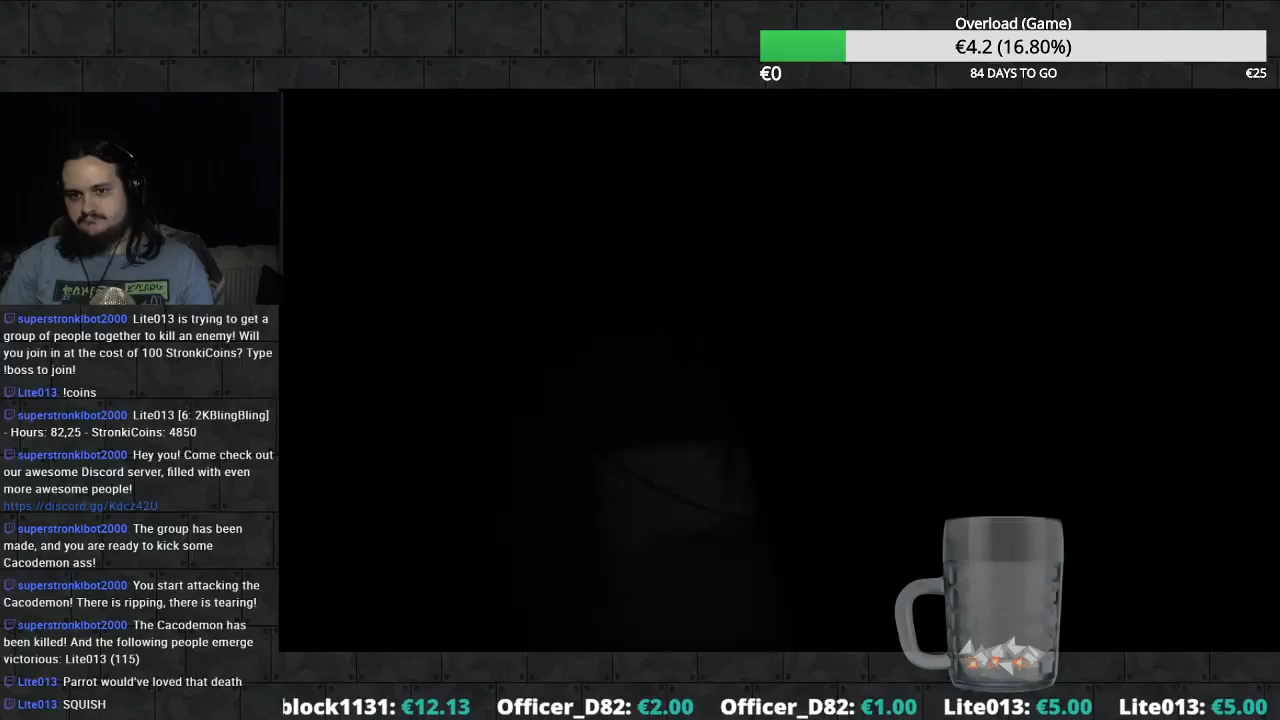 Overload (Game)
€4.2 (16.80%)
€0
84 DAYS TO GO
€25
superstronklbot2000 Lite013 is trying to get a
group of people together to kill an enemy! Will
you join in at the cost of 100 StronkiCoins? Type
!boss to join!
Lite013 !coins
superstronklbot2000 Lite013 [6: 2KBlingBling]
- Hours: 82,25 - StronkiCoins: 4850
superstronklbot2000 Hey you! Come check out
our awesome Discord server, filled with even
more awesome people!
https://discord.gg/Kdcz42U
superstronklbot2000 The group has been
made, and you are ready to kick some
Cacodemon ass!
superstronklbot2000 You start attacking the
Cacodemon! There is ripping, there is tearing!
superstronklbot2000 The Cacodemon has
been killed! And the following people emerge
victorious: Lite013 (115)
Lite013 Parrot would've loved that death
Lite013 SQUISH
block1131: €12.13 Officer_D82: €2.00 Officer_D82: €1.00 Lite013: €5.00 Lite013: €5.00